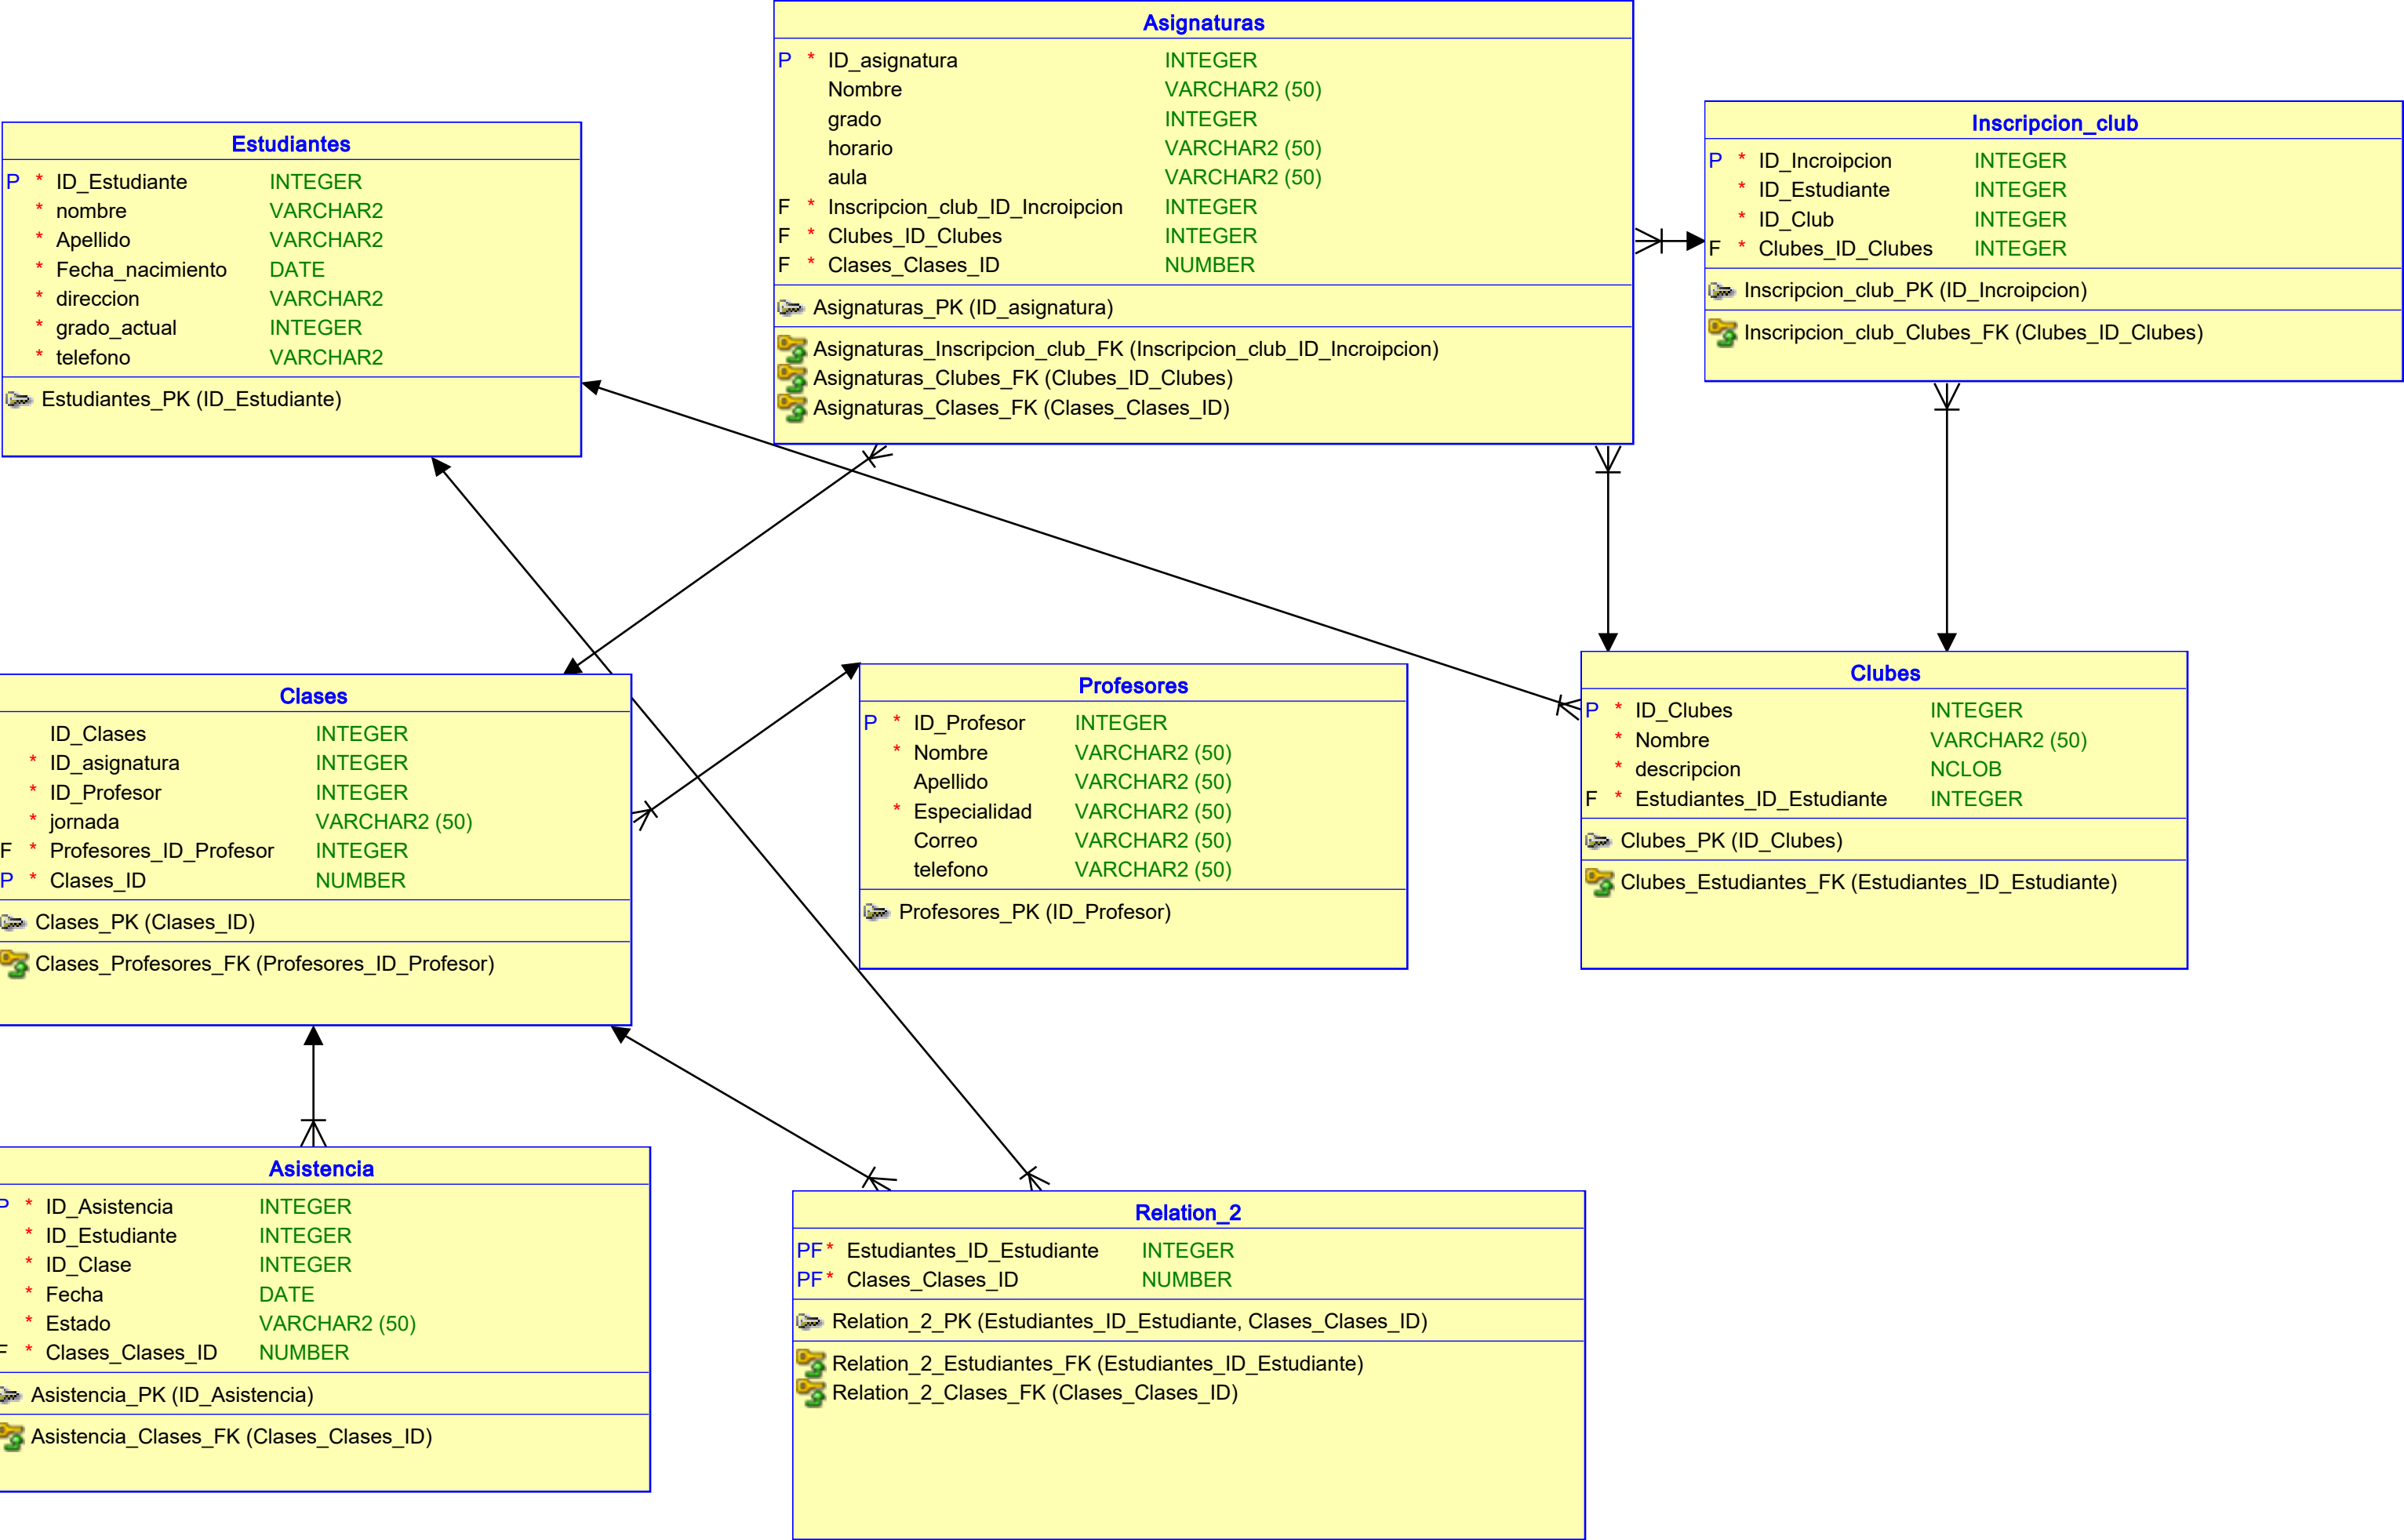 Asignaturas
P * ID_asignatura INTEGER
Nombre VARCHAR2 (50)
grado INTEGER
horario VARCHAR2 (50)
aula VARCHAR2 (50)
F * Inscripcion_club_ID_Incroipcion INTEGER
F * Clubes_ID_Clubes INTEGER
F * Clases_Clases_ID NUMBER
Asignaturas_PK (ID_asignatura)
Asignaturas_Inscripcion_club_FK (Inscripcion_club_ID_Incroipcion)
Asignaturas_Clubes_FK (Clubes_ID_Clubes)
Asignaturas_Clases_FK (Clases_Clases_ID)
Inscripcion_club
P * ID_Incroipcion INTEGER
* ID_Estudiante INTEGER
* ID_Club INTEGER
F * Clubes_ID_Clubes INTEGER
Inscripcion_club_PK (ID_Incroipcion)
Inscripcion_club_Clubes_FK (Clubes_ID_Clubes)
Estudiantes
P * ID_Estudiante INTEGER
* nombre VARCHAR2
* Apellido VARCHAR2
* Fecha_nacimiento DATE
* direccion VARCHAR2
* grado_actual INTEGER
* telefono VARCHAR2
Estudiantes_PK (ID_Estudiante)
Clases
ID_Clases INTEGER
* ID_asignatura INTEGER
* ID_Profesor INTEGER
* jornada VARCHAR2 (50)
F * Profesores_ID_Profesor INTEGER
P * Clases_ID NUMBER
Clases_PK (Clases_ID)
Clases_Profesores_FK (Profesores_ID_Profesor)
Profesores
P * ID_Profesor INTEGER
* Nombre VARCHAR2 (50)
Apellido VARCHAR2 (50)
* Especialidad VARCHAR2 (50)
Correo VARCHAR2 (50)
telefono VARCHAR2 (50)
Profesores_PK (ID_Profesor)
Clubes
P * ID_Clubes INTEGER
* Nombre VARCHAR2 (50)
* descripcion NCLOB
F * Estudiantes_ID_Estudiante INTEGER
Clubes_PK (ID_Clubes)
Clubes_Estudiantes_FK (Estudiantes_ID_Estudiante)
Asistencia
P * ID_Asistencia INTEGER
* ID_Estudiante INTEGER
* ID_Clase INTEGER
* Fecha DATE
* Estado VARCHAR2 (50)
F * Clases_Clases_ID NUMBER
Asistencia_PK (ID_Asistencia)
Asistencia_Clases_FK (Clases_Clases_ID)
Relation_2
PF * Estudiantes_ID_Estudiante INTEGER
PF * Clases_Clases_ID NUMBER
Relation_2_PK (Estudiantes_ID_Estudiante, Clases_Clases_ID)
Relation_2_Estudiantes_FK (Estudiantes_ID_Estudiante)
Relation_2_Clases_FK (Clases_Clases_ID)